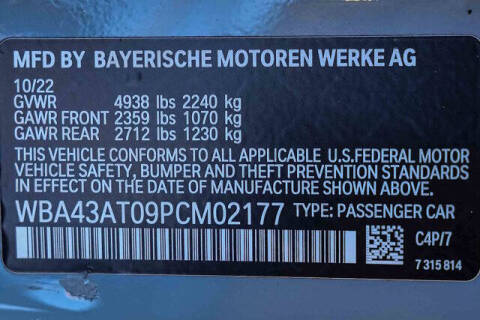 MFD BY BAYERISCHE MOTOREN WERKE AG
10/22
GVWR 4938 lbs 2240 kg
GAWR FRONT 2359 lbs 1070 kg
GAWR REAR 2712 lbs 1230 kg
THIS VEHICLE CONFORMS TO ALL APPLICABLE U.S.FEDERAL MOTOR
VEHICLE SAFETY, BUMPER AND THEFT PREVENTION STANDARDS
IN EFFECT ON THE DATE OF MANUFACTURE SHOWN ABOVE.
WBA43AT09PCM02177 TYPE: PASSENGER CAR
C4P/7
7 315 814